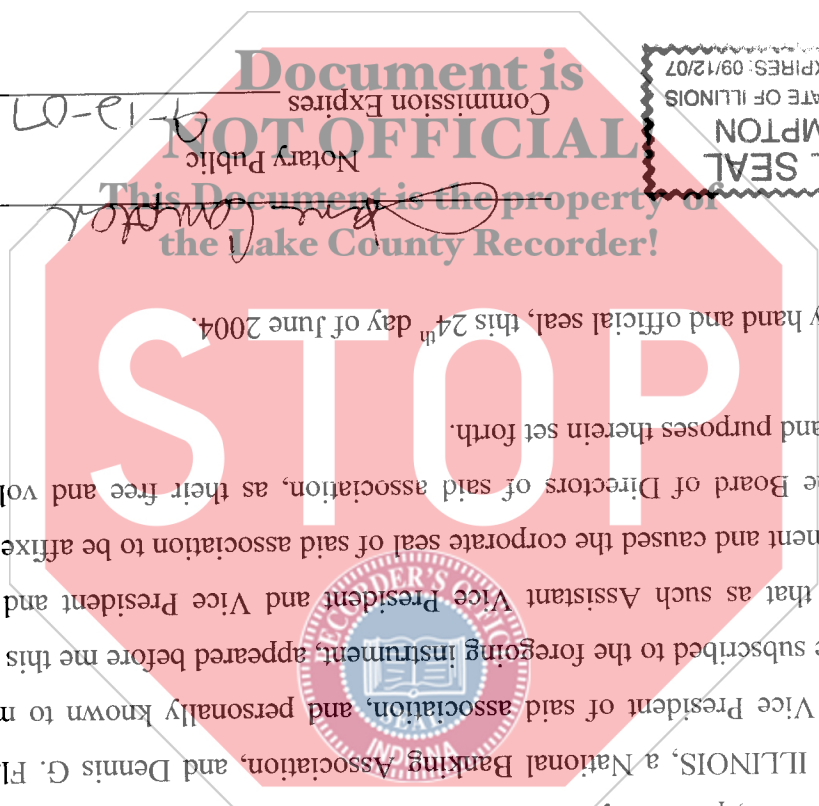 ILLINOIS, a National Banking Association, and Dennis G. Fl
Vice President of said association, and personally known to m
e subscribed to the foregoing instrument, appeared before me this
that as such Assistant Vice President and Vice President and
ment and caused the corporate seal of said association to be affixe
e Board of Directors of said association, as their free and vol
and purposes therein set forth.
y hand and official seal, this 24th day of June 2004.
Notary Public
Commission Expires 9-12-07
SEAL
MPTON
ATE OF ILLINOIS
XPIRES: 09/12/07
Document is
NOT OFFICIAL
This Document is the property of
the Lake County Recorder!
STOP
RECORDER'S OFFICE
SEAL
INDIANA